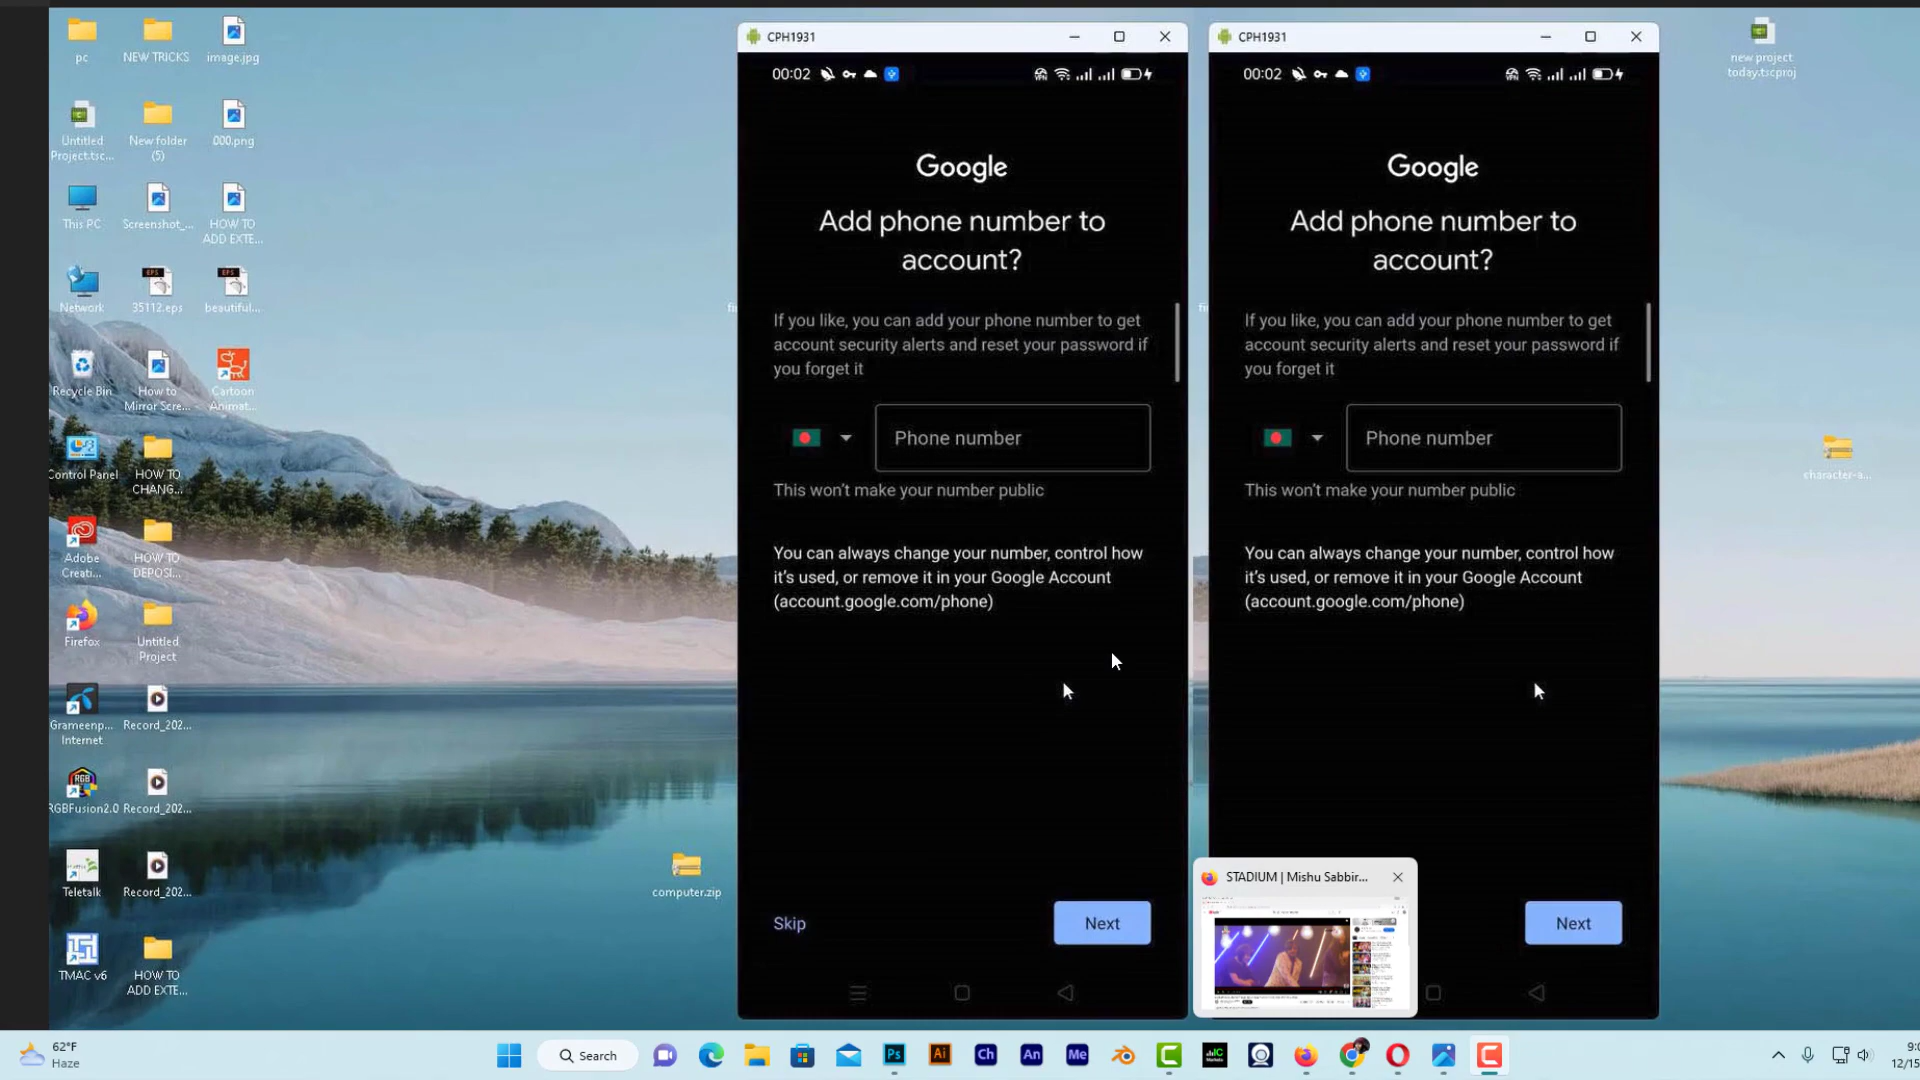 pc
NEW TRICKS
image.jpg
Untitled
Project.tsc...
New folder
(5)
000.png
This PC
Screenshot_...
HOW TO
ADD EXTE...
Network
35112.eps
beautiful...
Recycle Bin
How to
Mirror Scre...
Cartoon
Animat...
Control Panel
HOW TO
CHANG...
Adobe
Creati...
HOW TO
DEPOSI...
Firefox
Untitled
Project
Grameenp...
Internet
Record_202...
RGBFusion2.0
Record_202...
Teletalk
Record_202...
TMAC v6
HOW TO
ADD EXTE...
computer.zip
CPH1931
00:02
Google
Add phone number to
account?
If you like, you can add your phone number to get
account security alerts and reset your password if
you forget it
Phone number
This won't make your number public
You can always change your number, control how
it's used, or remove it in your Google Account
(account.google.com/phone)
Skip
Next
CPH1931
00:02
Google
Add phone number to
account?
If you like, you can add your phone number to get
account security alerts and reset your password if
you forget it
Phone number
This won't make your number public
You can always change your number, control how
it's used, or remove it in your Google Account
(account.google.com/phone)
Next
STADIUM | Mishu Sabbir...
new project
today.tscproj
character-a...
62°F
Haze
Search
Ps
Ai
Ch
An
Me
9:0
12/15